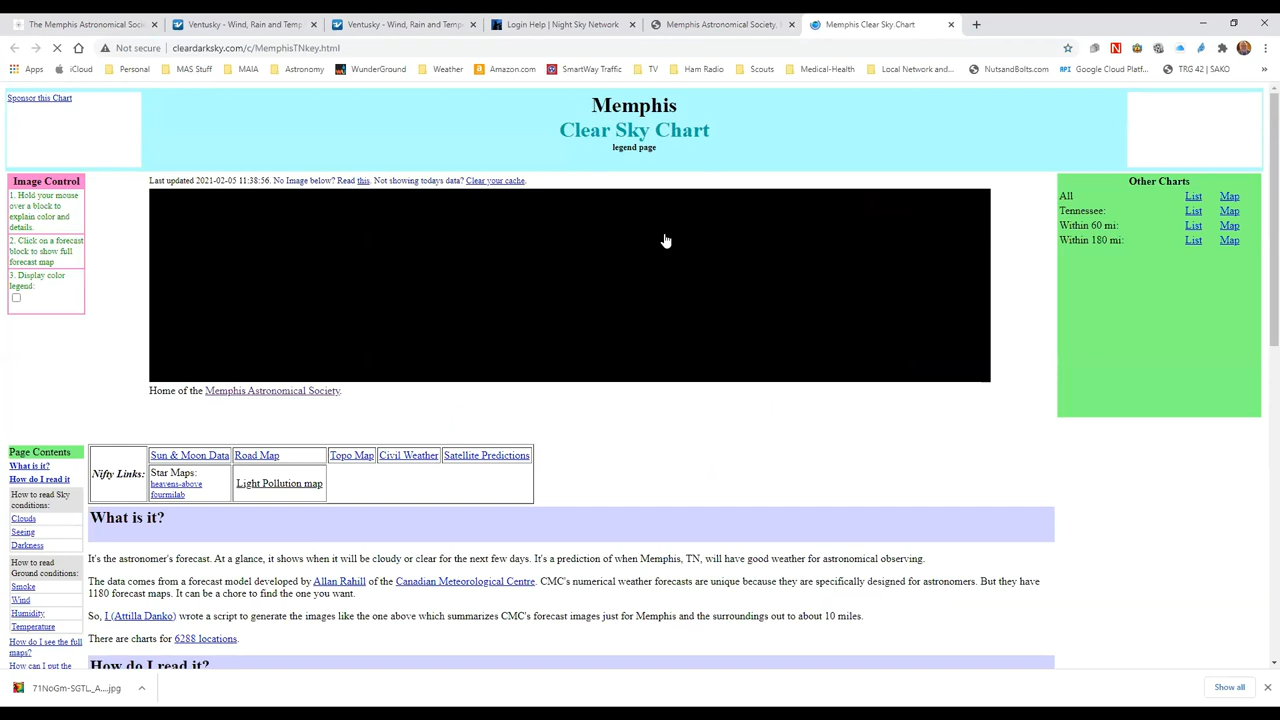 The Memphis Astronomical Socie
Ventusky - Wind, Rain and Temp
Ventusky - Wind, Rain and Temp
Login Help | Night Sky Network
Memphis Astronomical Society,
Memphis Clear Sky Chart
Not secure
cleardarksky.com/c/MemphisTNkey.html
Apps
iCloud
Personal
MAS Stuff
MAIA
Astronomy
WunderGround
Weather
Amazon.com
SmartWay Traffic
TV
Ham Radio
Scouts
Medical-Health
Local Network and...
NutsandBolts.com
API Google Cloud Platf...
TRG 42 | SAKO
Sponsor this Chart
Memphis
Clear Sky Chart
legend page
Image Control
1. Hold your mouse
over a block to
explain color and
details.
2. Click on a forecast
block to show full
forecast map
3. Display color
legend:
Last updated 2021-02-05 11:38:56. No Image below? Read this. Not showing todays data? Clear your cache.
Other Charts
All List Map
Tennessee: List Map
Within 60 mi: List Map
Within 180 mi: List Map
Home of the Memphis Astronomical Society.
Page Contents
What is it?
How do I read it
How to read Sky
conditions:
Clouds
Seeing
Darkness
How to read
Ground conditions:
Smoke
Wind
Humidity
Temperature
How do I see the full
maps?
How can I put the
Nifty Links:
Sun & Moon Data
Road Map
Topo Map
Civil Weather
Satellite Predictions
Star Maps:
heavens-above
fourmilab
Light Pollution map
What is it?
It's the astronomer's forecast. At a glance, it shows when it will be cloudy or clear for the next few days. It's a prediction of when Memphis, TN, will have good weather for astronomical observing.
The data comes from a forecast model developed by Allan Rahill of the Canadian Meteorological Centre. CMC's numerical weather forecasts are unique because they are specifically designed for astronomers. But they have
1180 forecast maps. It can be a chore to find the one you want.
So, I (Attilla Danko) wrote a script to generate the images like the one above which summarizes CMC's forecast images just for Memphis and the surroundings out to about 10 miles.
There are charts for 6288 locations.
How do I read it?
71NoGm-SGTL._A....jpg
Show all